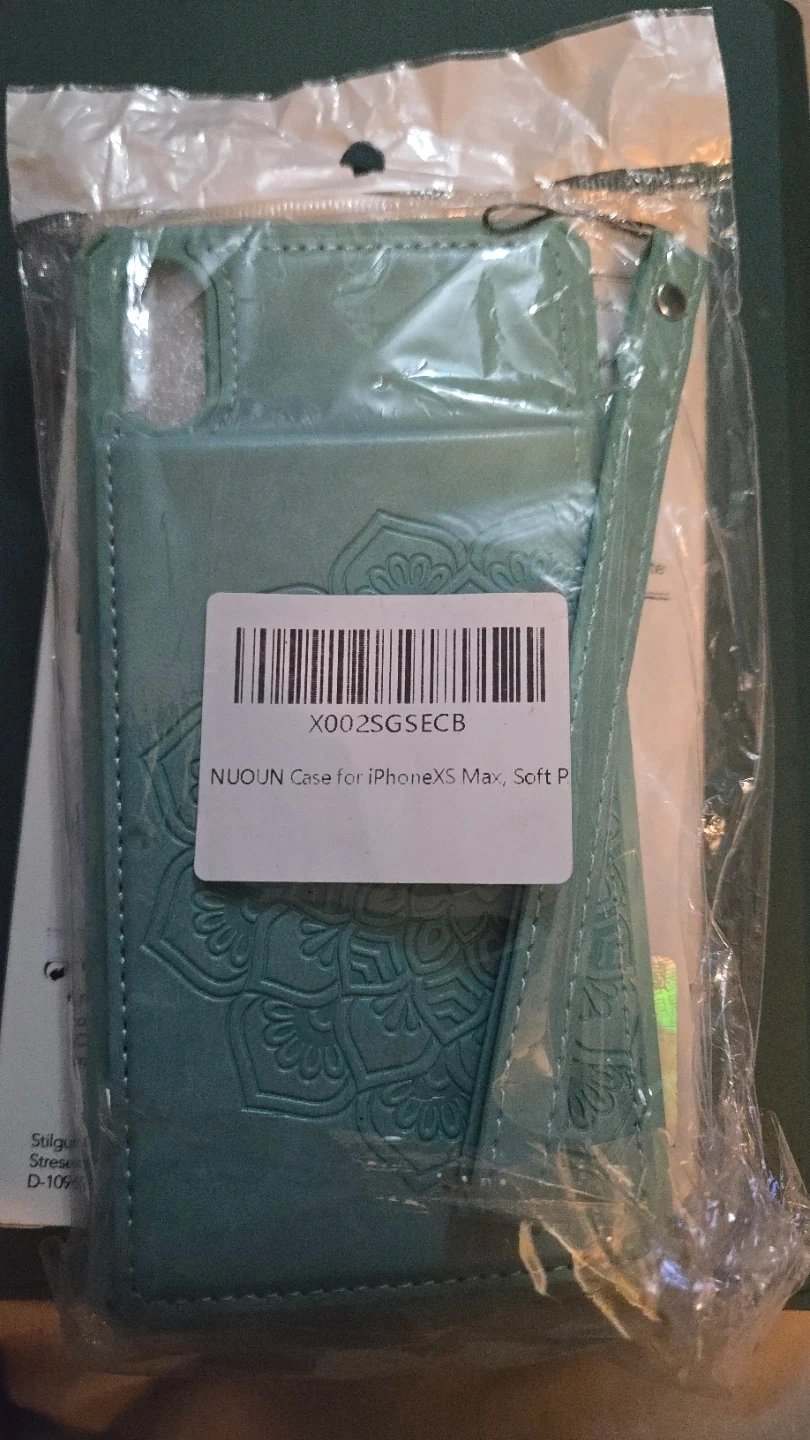 X002SGSECB
NUOUN Case for iPhoneXS Max, Soft P
Stilgu
Strese
D-109